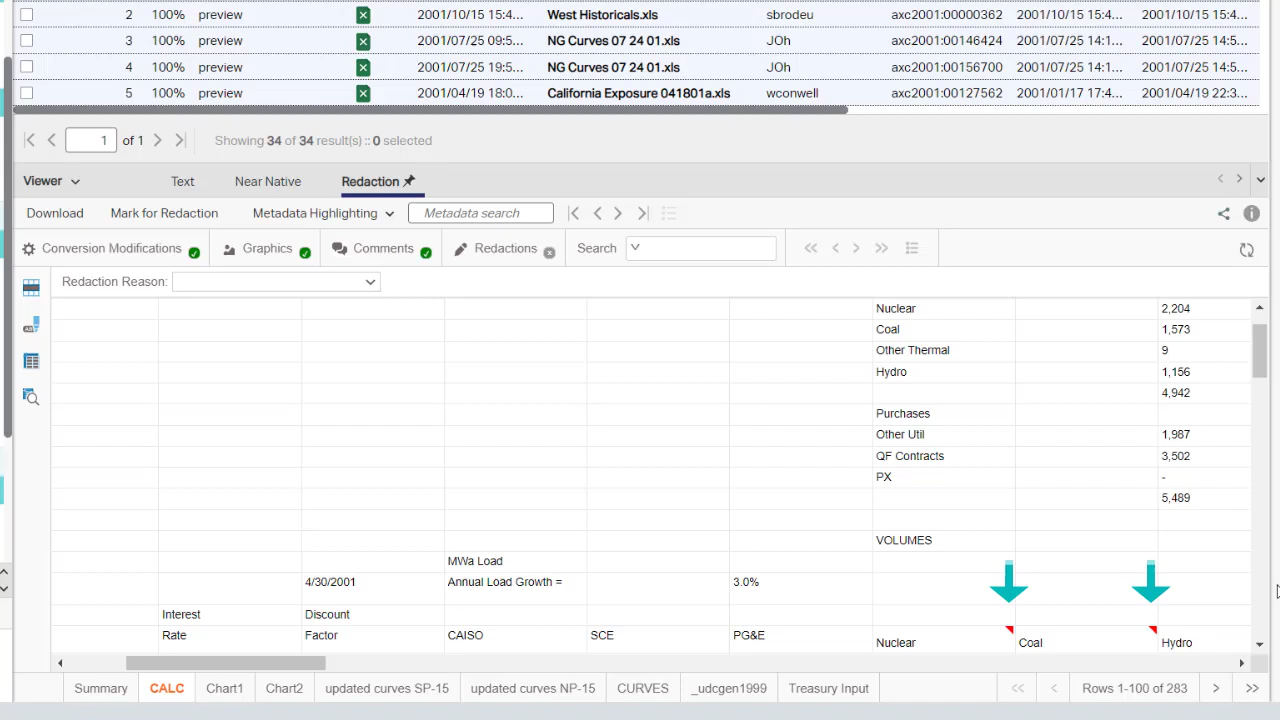 2 100% preview 2001/10/15 15:4... West Historicals.xls sbrodeu axc2001:00000362 2001/10/15 15:4... 2001/10/15 15:4...
3 100% preview 2001/07/25 09:5... NG Curves 07 24 01.xls JOh axc2001:00146424 2001/07/25 14:1... 2001/07/25 14:5...
4 100% preview 2001/07/25 19:5... NG Curves 07 24 01.xls JOh axc2001:00156700 2001/07/25 14:1... 2001/07/25 14:5...
5 100% preview 2001/04/19 18:0... California Exposure 041801a.xls wconwell axc2001:00127562 2001/01/17 17:4... 2001/04/19 22:3...
1 of 1 Showing 34 of 34 result(s) :: 0 selected
Viewer Text Near Native Redaction
Download Mark for Redaction Metadata Highlighting Metadata search
Conversion Modifications Graphics Comments Redactions Search
Redaction Reason:
Nuclear 2,204
Coal 1,573
Other Thermal 9
Hydro 1,156
4,942
Purchases
Other Util 1,987
QF Contracts 3,502
PX -
5,489
VOLUMES
MWa Load
4/30/2001 Annual Load Growth = 3.0%
Interest Discount
Rate Factor CAISO SCE PG&E
Nuclear Coal Hydro
Summary CALC Chart1 Chart2 updated curves SP-15 updated curves NP-15 CURVES _udcgen1999 Treasury Input Rows 1-100 of 283